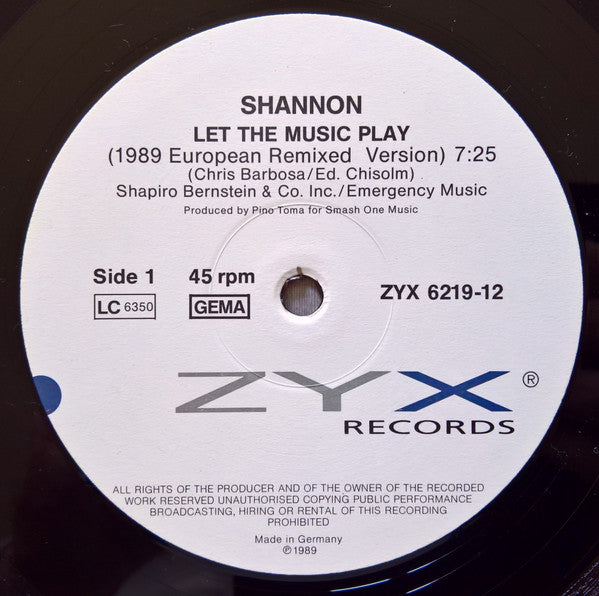 SHANNON
LET THE MUSIC PLAY
(1989 European Remixed Version) 7:25
(Chris Barbosa/Ed. Chisolm)
Shapiro Bernstein & Co. Inc./Emergency Music
Produced by Pino Toma for Smash One Music
Side 1 45 rpm ZYX 6219-12
LC 6350 GEMA
ZYX ®
RECORDS
ALL RIGHTS OF THE PRODUCER AND OF THE OWNER OF THE RECORDED
WORK RESERVED UNAUTHORISED COPYING PUBLIC PERFORMANCE
BROADCASTING, HIRING OR RENTAL OF THIS RECORDING
PROHIBITED
Made in Germany
℗1989